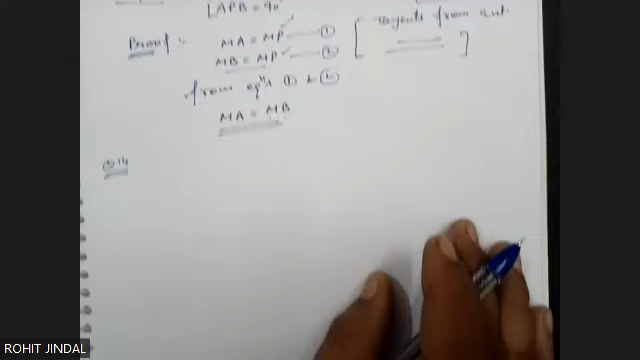 ∠APB = 90°
Proof :- MA = MP —— ① [ tangents from ext.
MB = MP —— ② ]
from eqⁿs ① & ②
MA = MB
Q14
ROHIT JINDAL